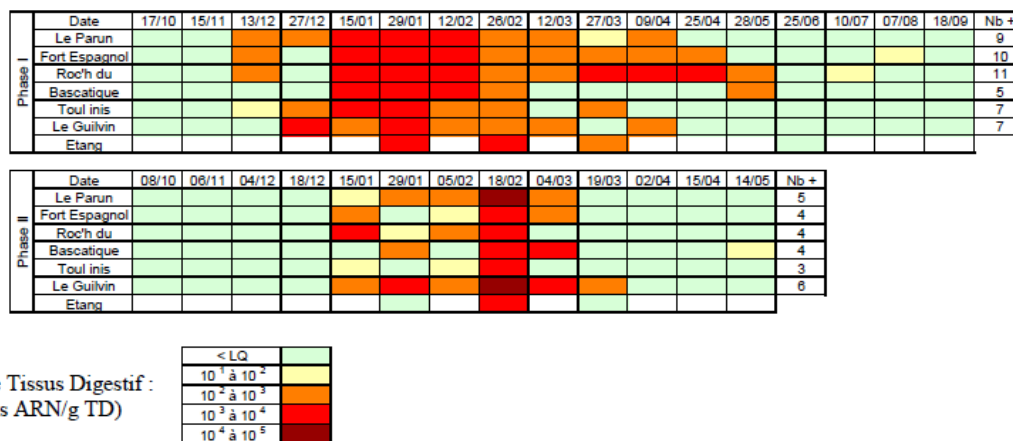 Date 17/10 15/11 13/12 27/12 15/01 29/01 12/02 26/02 12/03 27/03 09/04 25/04 28/05 25/06 10/07 07/08 18/09 Nb +
Phase I
Le Parun 9
Fort Espagnol 10
Roc'h du 11
Bascatique 5
Toul inis 7
Le Guilvin 7
Etang
Date 08/10 06/11 04/12 18/12 15/01 29/01 05/02 18/02 04/03 19/03 02/04 15/04 14/05 Nb +
Phase II
Le Parun 5
Fort Espagnol 4
Roc'h du 4
Bascatique 4
Toul inis 3
Le Guilvin 6
Etang
< LQ
10 1 à 10 2
10 2 à 10 3
10 3 à 10 4
10 4 à 10 5
Tissus Digestif :
s ARN/g TD)